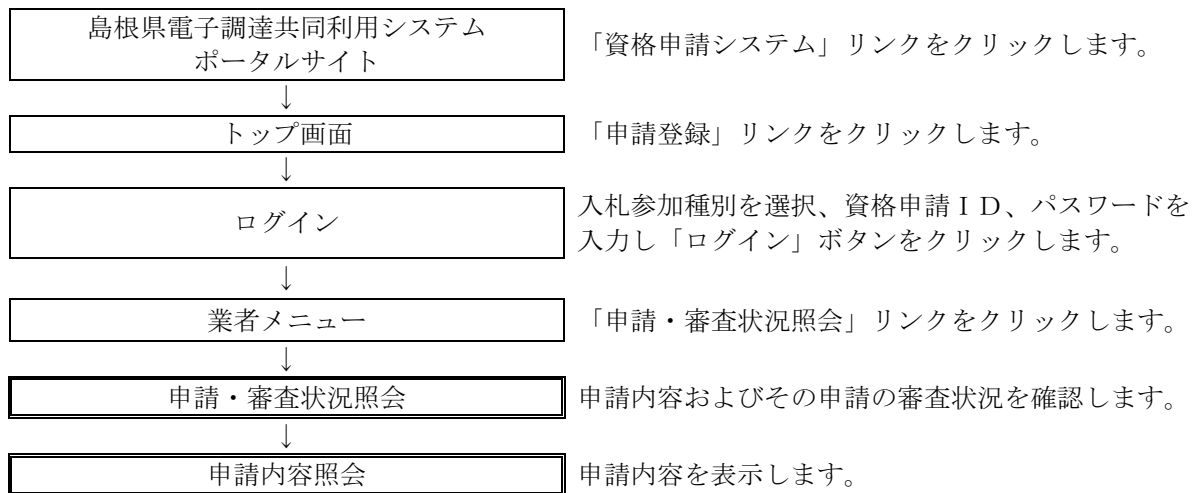 島根県電子調達共同利用システム
ポータルサイト
「資格申請システム」リンクをクリックします。
↓
トップ画面
「申請登録」リンクをクリックします。
↓
ログイン
入札参加種別を選択、資格申請ＩＤ、パスワードを
入力し「ログイン」ボタンをクリックします。
↓
業者メニュー
「申請・審査状況照会」リンクをクリックします。
↓
申請・審査状況照会
申請内容およびその申請の審査状況を確認します。
↓
申請内容照会
申請内容を表示します。